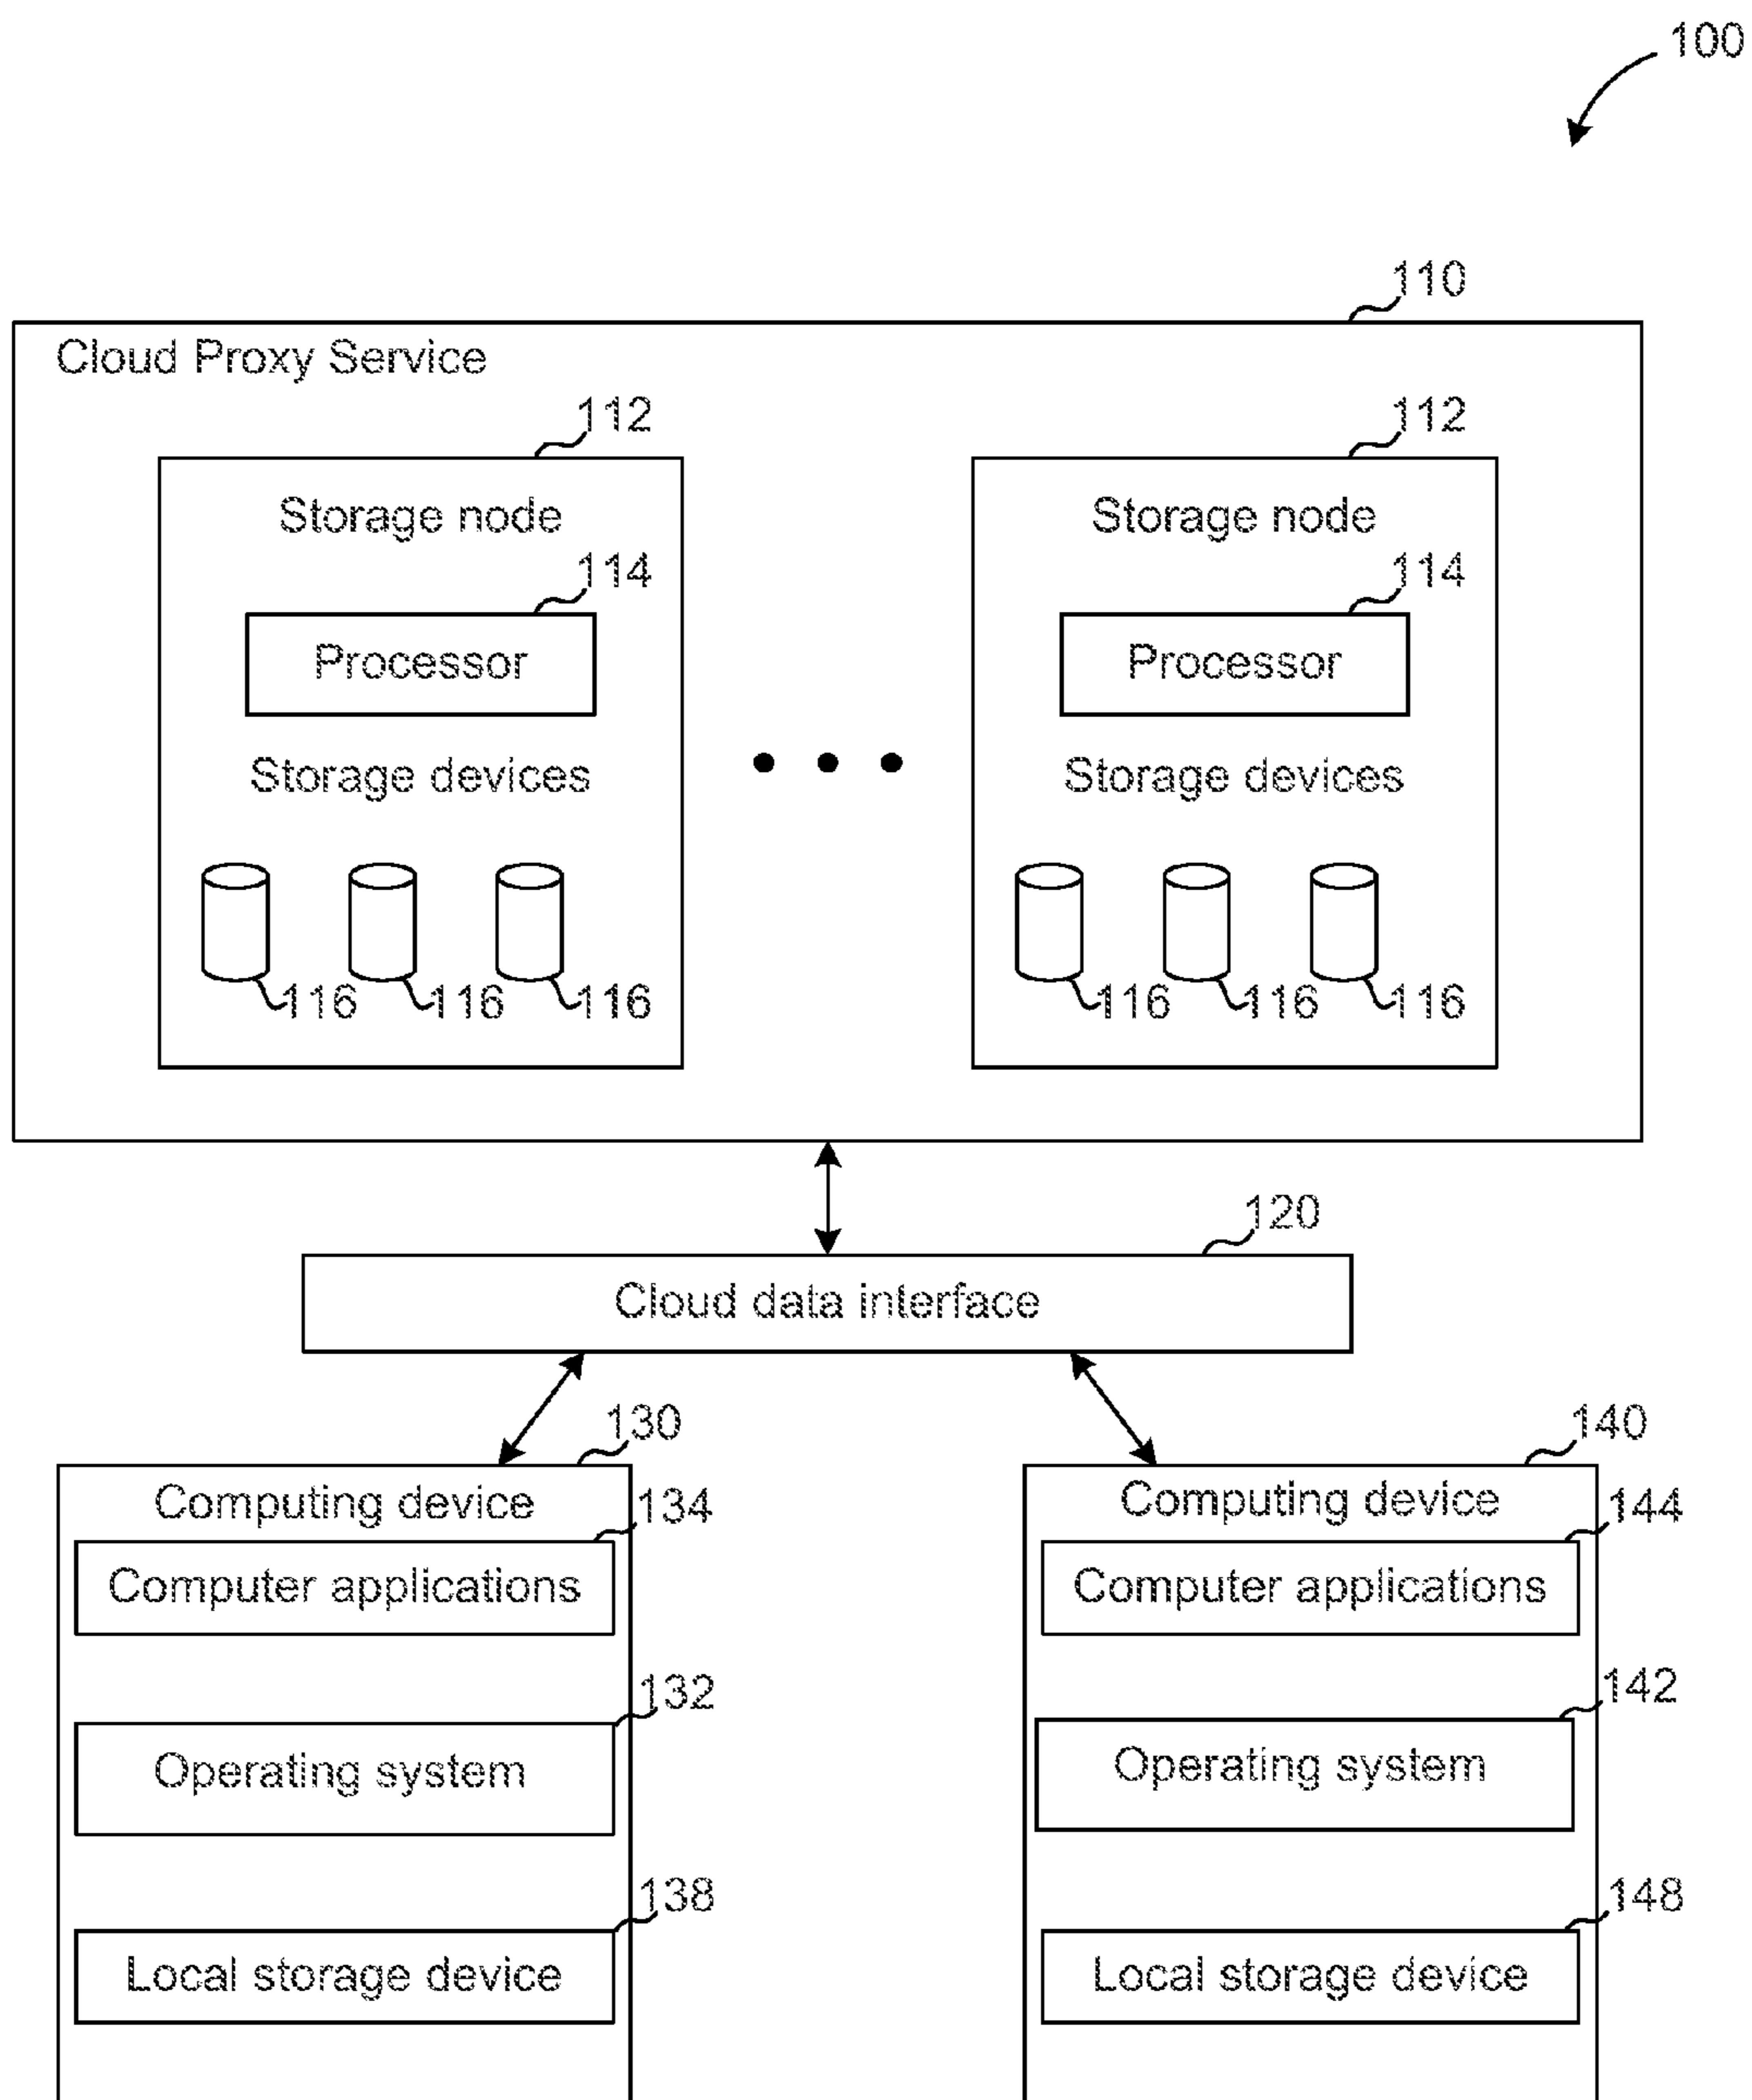 100
110
Cloud Proxy Service
112 112
Storage node Storage node
114 114
Processor Processor
Storage devices Storage devices
116 116 116 116 116 116
120
Cloud data interface
130 140
Computing device Computing device
134 144
Computer applications Computer applications
132 142
Operating system Operating system
138 148
Local storage device Local storage device